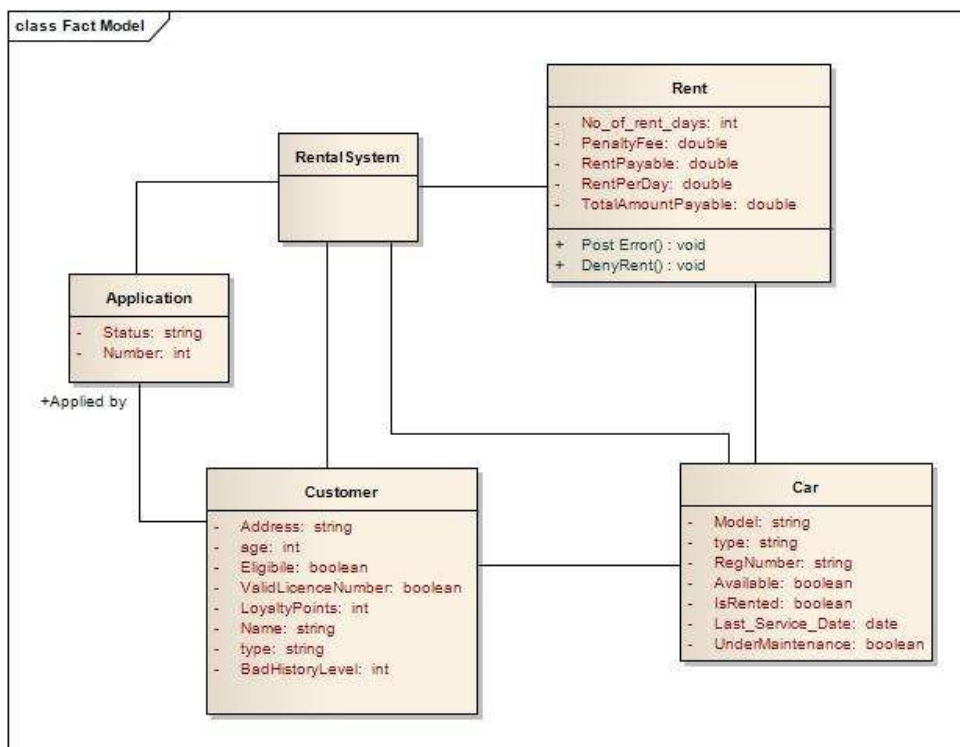 class Fact Model
Rent
- No_of_rent_days: int
- PenaltyFee: double
- RentPayable: double
- RentPerDay: double
- TotalAmountPayable: double
+ Post Error() : void
+ DenyRent() : void
RentalSystem
Application
- Status: string
- Number: int
+Applied by
Customer
- Address: string
- age: int
- Eligibile: boolean
- ValidLicenceNumber: boolean
- LoyaltyPoints: int
- Name: string
- type: string
- BadHistoryLevel: int
Car
- Model: string
- type: string
- RegNumber: string
- Available: boolean
- IsRented: boolean
- Last_Service_Date: date
- UnderMaintenance: boolean